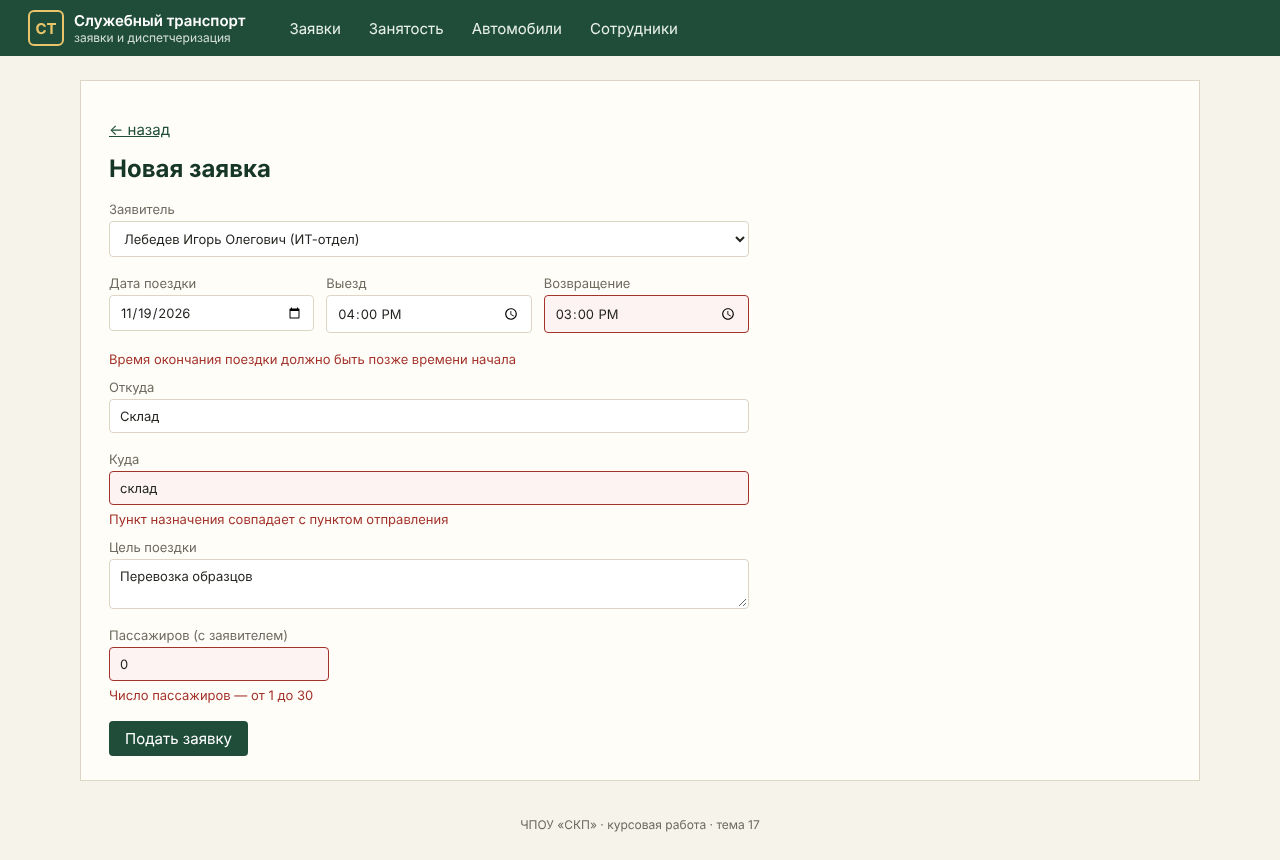 СТ
Служебный транспорт
заявки и диспетчеризация
Заявки Занятость Автомобили Сотрудники
← назад
Новая заявка
Заявитель
Лебедев Игорь Олегович (ИТ-отдел)
Дата поездки Выезд Возвращение
11/19/2026 04:00 PM 03:00 PM
Время окончания поездки должно быть позже времени начала
Откуда
Склад
Куда
склад
Пункт назначения совпадает с пунктом отправления
Цель поездки
Перевозка образцов
Пассажиров (с заявителем)
0
Число пассажиров — от 1 до 30
Подать заявку
ЧПОУ «СКП» · курсовая работа · тема 17